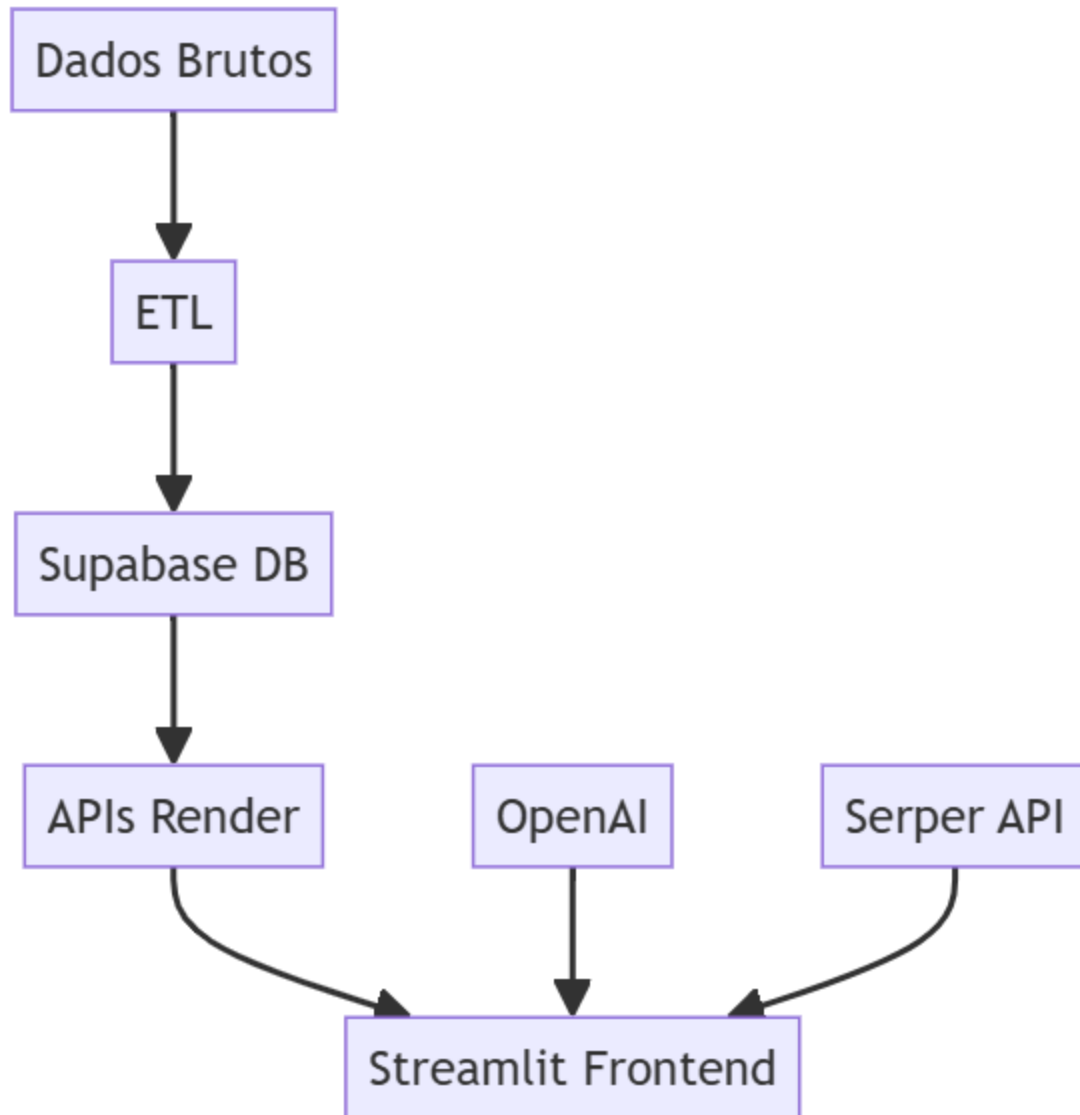 Dados Brutos
ETL
Supabase DB
APIs Render
OpenAI
Serper API
Streamlit Frontend